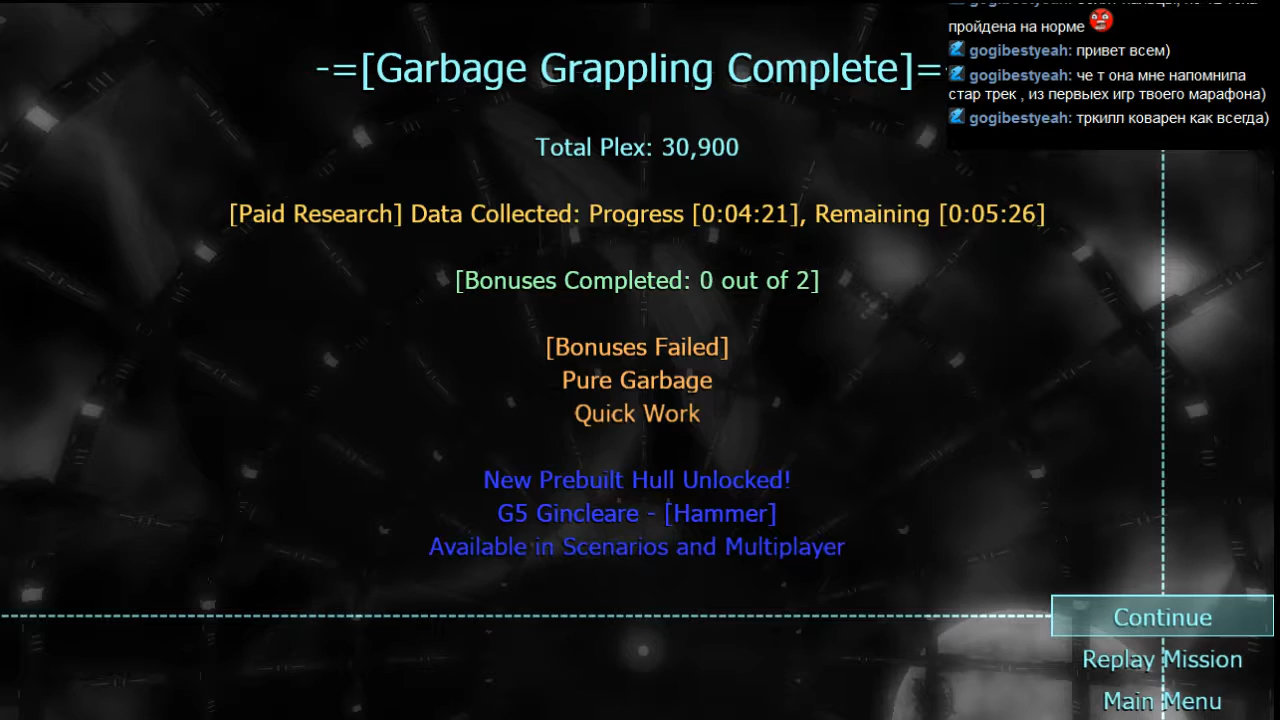 пройдена на норме
gogibestyeah: привет всем)
gogibestyeah: че т она мне напомнила
стар трек , из первыех игр твоего марафона)
gogibestyeah: тркилл коварен как всегда)
-=[Garbage Grappling Complete]=
Total Plex: 30,900
[Paid Research] Data Collected: Progress [0:04:21], Remaining [0:05:26]
[Bonuses Completed: 0 out of 2]
[Bonuses Failed]
Pure Garbage
Quick Work
New Prebuilt Hull Unlocked!
G5 Gincleare - [Hammer]
Available in Scenarios and Multiplayer
Continue
Replay Mission
Main Menu